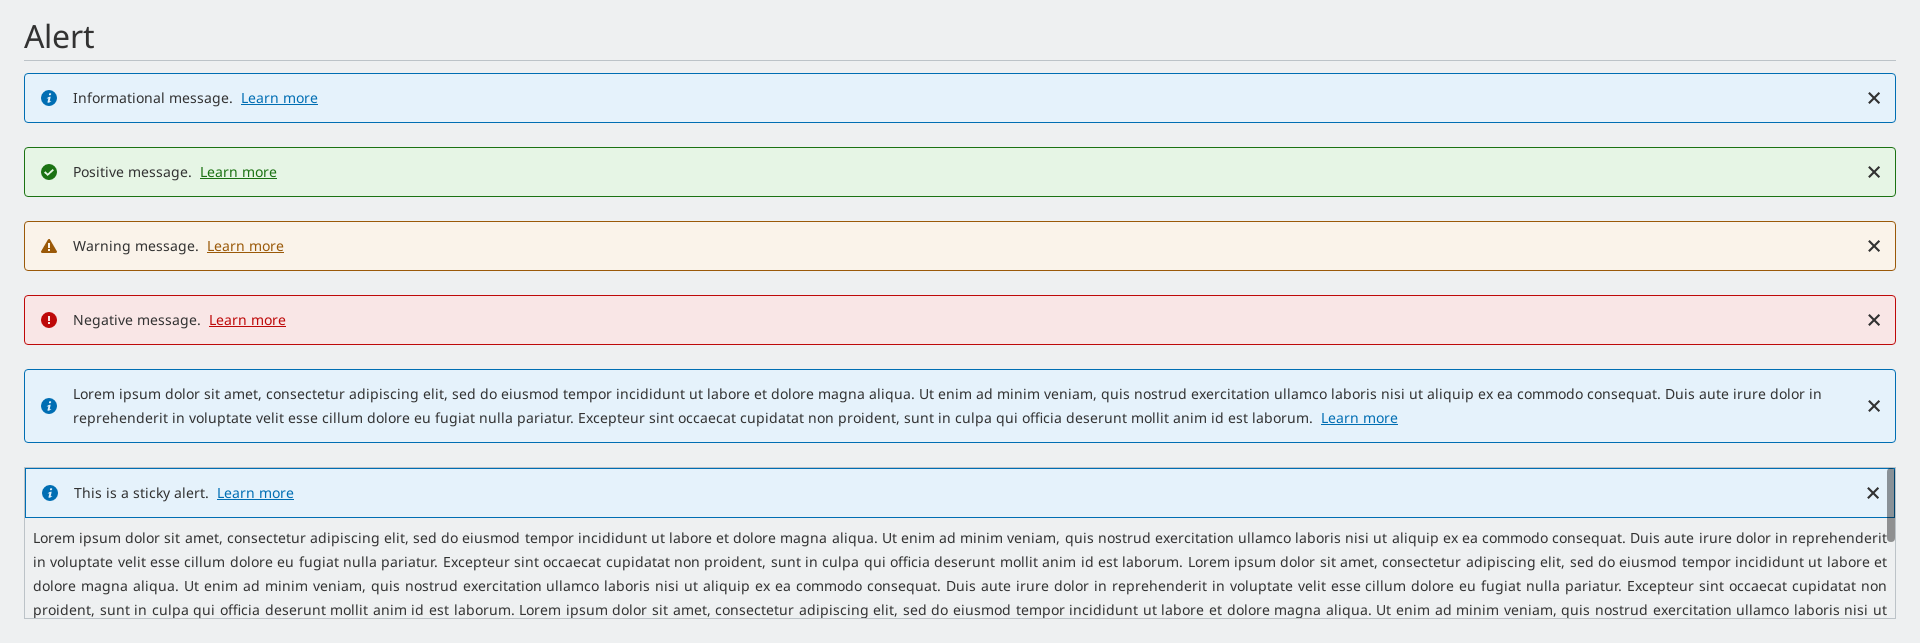 Alert
Informational message. Learn more
Positive message. Learn more
Warning message. Learn more
Negative message. Learn more
Lorem ipsum dolor sit amet, consectetur adipiscing elit, sed do eiusmod tempor incididunt ut labore et dolore magna aliqua. Ut enim ad minim veniam, quis nostrud exercitation ullamco laboris nisi ut aliquip ex ea commodo consequat. Duis aute irure dolor in
reprehenderit in voluptate velit esse cillum dolore eu fugiat nulla pariatur. Excepteur sint occaecat cupidatat non proident, sunt in culpa qui officia deserunt mollit anim id est laborum. Learn more
This is a sticky alert. Learn more
Lorem ipsum dolor sit amet, consectetur adipiscing elit, sed do eiusmod tempor incididunt ut labore et dolore magna aliqua. Ut enim ad minim veniam, quis nostrud exercitation ullamco laboris nisi ut aliquip ex ea commodo consequat. Duis aute irure dolor in reprehenderit
in voluptate velit esse cillum dolore eu fugiat nulla pariatur. Excepteur sint occaecat cupidatat non proident, sunt in culpa qui officia deserunt mollit anim id est laborum. Lorem ipsum dolor sit amet, consectetur adipiscing elit, sed do eiusmod tempor incididunt ut labore et
dolore magna aliqua. Ut enim ad minim veniam, quis nostrud exercitation ullamco laboris nisi ut aliquip ex ea commodo consequat. Duis aute irure dolor in reprehenderit in voluptate velit esse cillum dolore eu fugiat nulla pariatur. Excepteur sint occaecat cupidatat non
proident, sunt in culpa qui officia deserunt mollit anim id est laborum. Lorem ipsum dolor sit amet, consectetur adipiscing elit, sed do eiusmod tempor incididunt ut labore et dolore magna aliqua. Ut enim ad minim veniam, quis nostrud exercitation ullamco laboris nisi ut